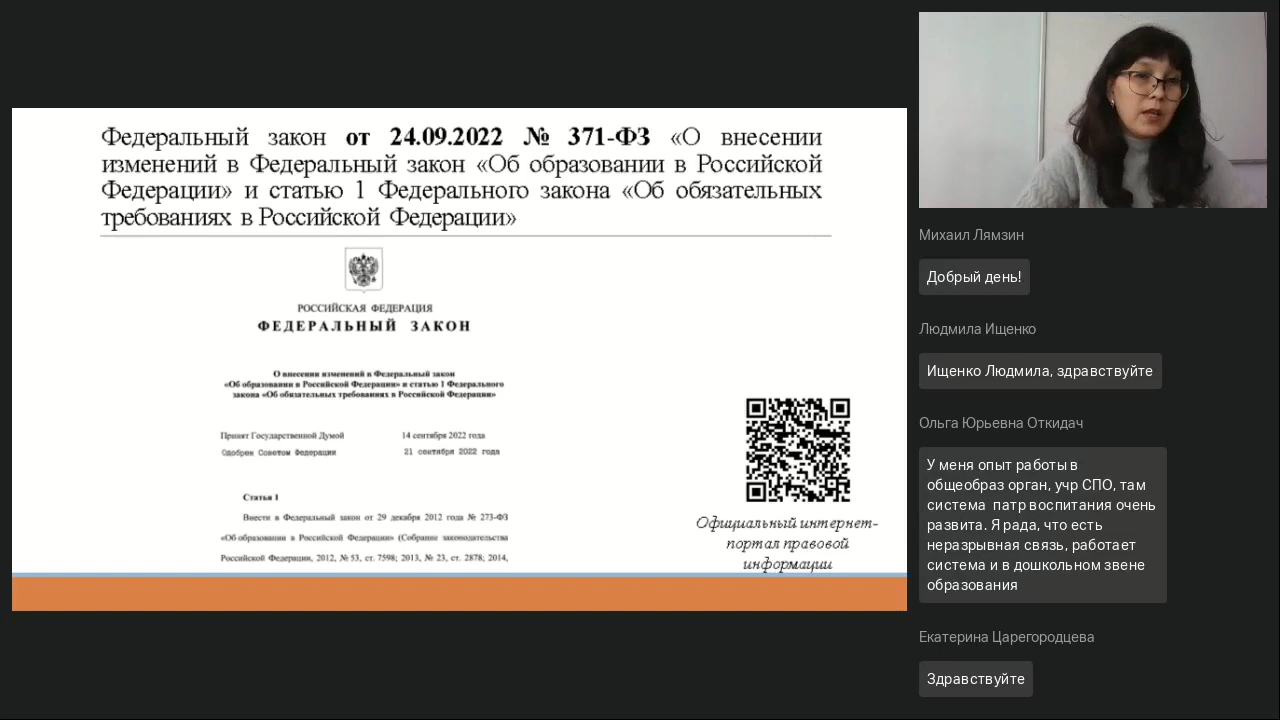 Федеральный закон от 24.09.2022 № 371-ФЗ «О внесении
изменений в Федеральный закон «Об образовании в Российской
Федерации» и статью 1 Федерального закона «Об обязательных
требованиях в Российской Федерации»
РОССИЙСКАЯ ФЕДЕРАЦИЯ
ФЕДЕРАЛЬНЫЙ ЗАКОН
О внесении изменений в Федеральный закон
«Об образовании в Российской Федерации» и статью 1 Федерального
закона «Об обязательных требованиях в Российской Федерации»
Принят Государственной Думой 14 сентября 2022 года
Одобрен Советом Федерации 21 сентября 2022 года
Статья 1
Внести в Федеральный закон от 29 декабря 2012 года № 273-ФЗ
«Об образовании в Российской Федерации» (Собрание законодательства
Российской Федерации, 2012, № 53, ст. 7598; 2013, № 23, ст. 2878; 2014,
Официальный интернет-
портал правовой
информации
Михаил Лямзин
Добрый день!
Людмила Ищенко
Ищенко Людмила, здравствуйте
Ольга Юрьевна Откидач
У меня опыт работы в
общеобраз орган, учр СПО, там
система патр воспитания очень
развита. Я рада, что есть
неразрывная связь, работает
система и в дошкольном звене
образования
Екатерина Царегородцева
Здравствуйте